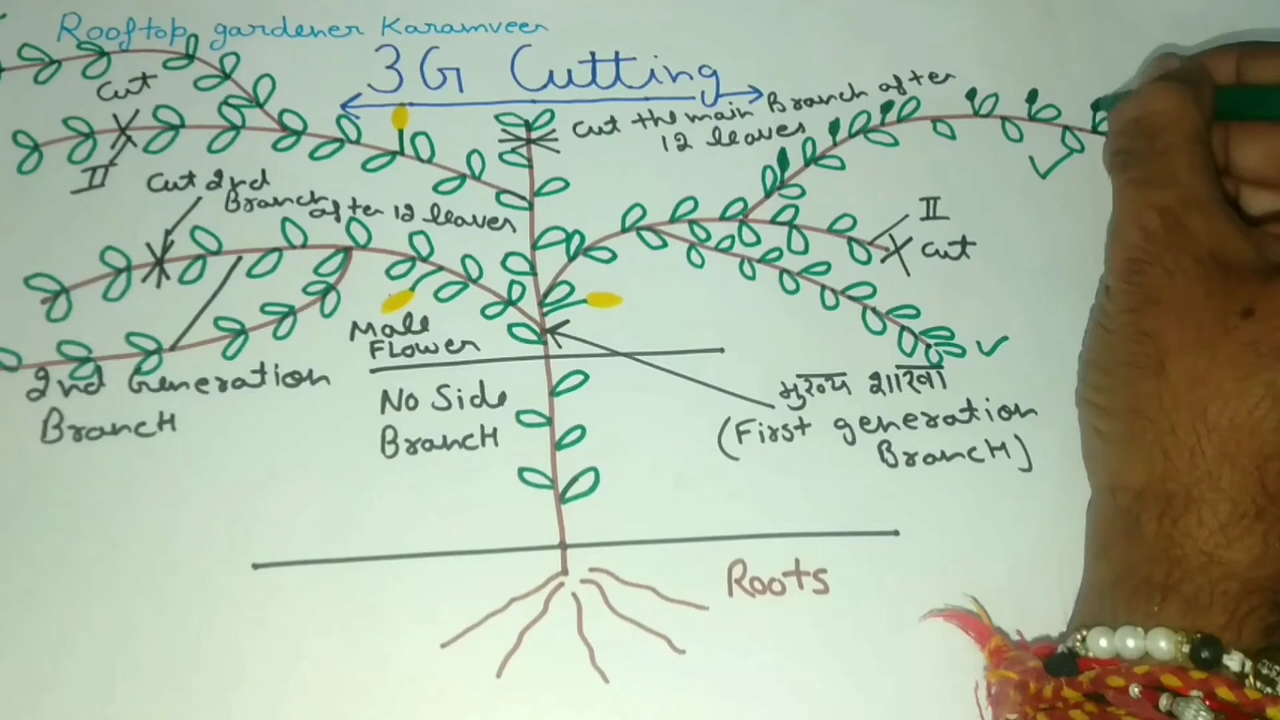 Rooftop gardener Karamveer
3G Cutting
Cut
II
Cut the main Branch after
12 leaves
Cut 2nd
Branch after 12 leaves
II
Cut
Male
FLower
2nd Generation
Branch
No Side
Branch
मुख्य शाखा
(First generation
Branch)
Roots